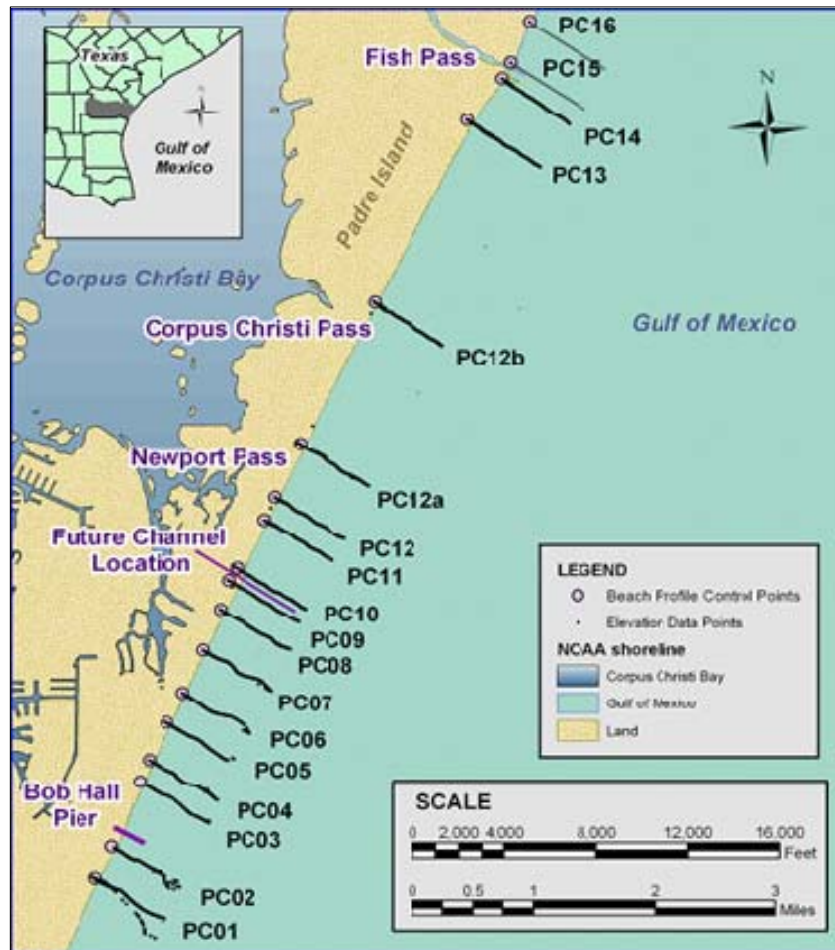 Texas
Gulf of
Mexico
PC16
Fish Pass
PC15
N
PC14
PC13
Padre Island
Corpus Christi Bay
Corpus Christi Pass
Gulf of Mexico
PC12b
Newport Pass
PC12a
Future Channel
Location
PC12
PC11
PC10
PC09
PC08
PC07
PC06
PC05
Bob Hall
Pier
PC04
PC03
PC02
PC01
LEGEND
Beach Profile Control Points
Elevation Data Points
NCAA shoreline
Corpus Christi Bay
Gulf of Mexico
Land
SCALE
0 2,000 4,000 8,000 12,000 16,000
Feet
0 0.5 1 2 3
Miles